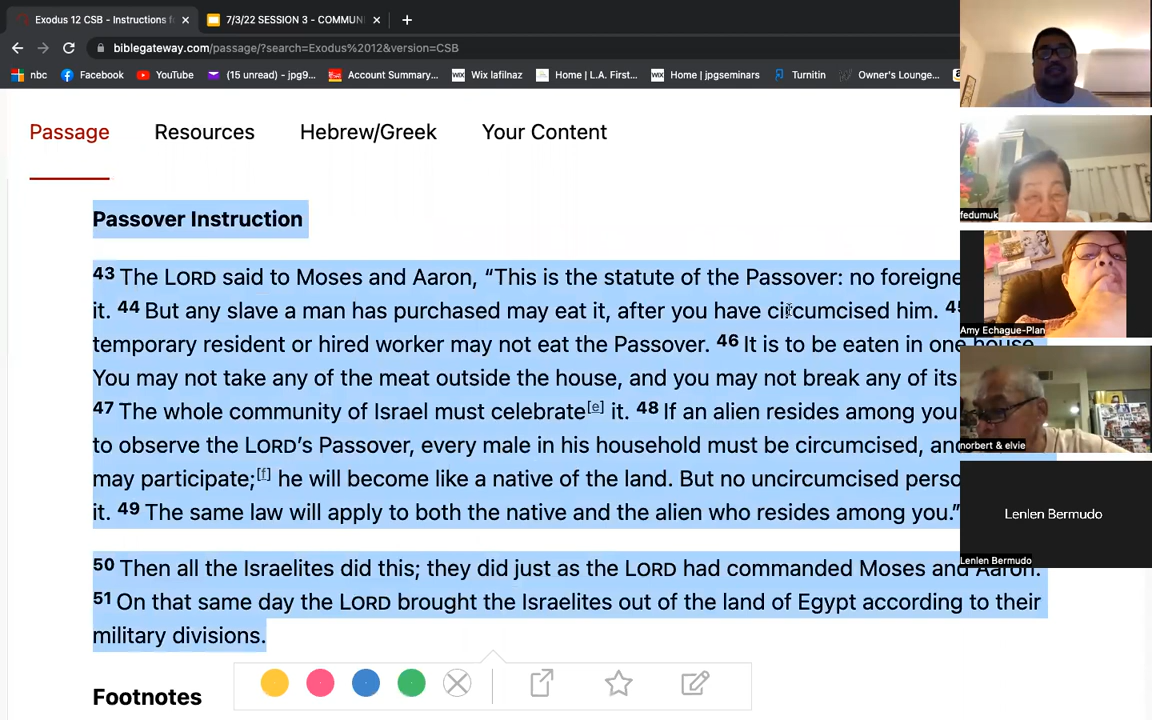 Exodus 12 CSB - Instructions f
7/3/22 SESSION 3 - COMMUN
biblegateway.com/passage/?search=Exodus%2012&version=CSB
nbc Facebook YouTube (15 unread) - jpg9... Account Summary... Wix lafilnaz Home | L.A. First... Home | jpgseminars Turnitin Owner's Lounge...
Passage Resources Hebrew/Greek Your Content
Passover Instruction
43 The LORD said to Moses and Aaron, “This is the statute of the Passover: no foreigne
it. 44 But any slave a man has purchased may eat it, after you have circumcised him. 45
temporary resident or hired worker may not eat the Passover. 46 It is to be eaten in one house.
You may not take any of the meat outside the house, and you may not break any of its
47 The whole community of Israel must celebrate[e] it. 48 If an alien resides among you
to observe the LORD’s Passover, every male in his household must be circumcised, and
may participate;[f] he will become like a native of the land. But no uncircumcised perso
it. 49 The same law will apply to both the native and the alien who resides among you.”
50 Then all the Israelites did this; they did just as the LORD had commanded Moses and Aaron.
51 On that same day the LORD brought the Israelites out of the land of Egypt according to their
military divisions.
Footnotes
fedumuk
Amy Echague-Plan
norbert & elvie
Lenlen Bermudo
Lenlen Bermudo